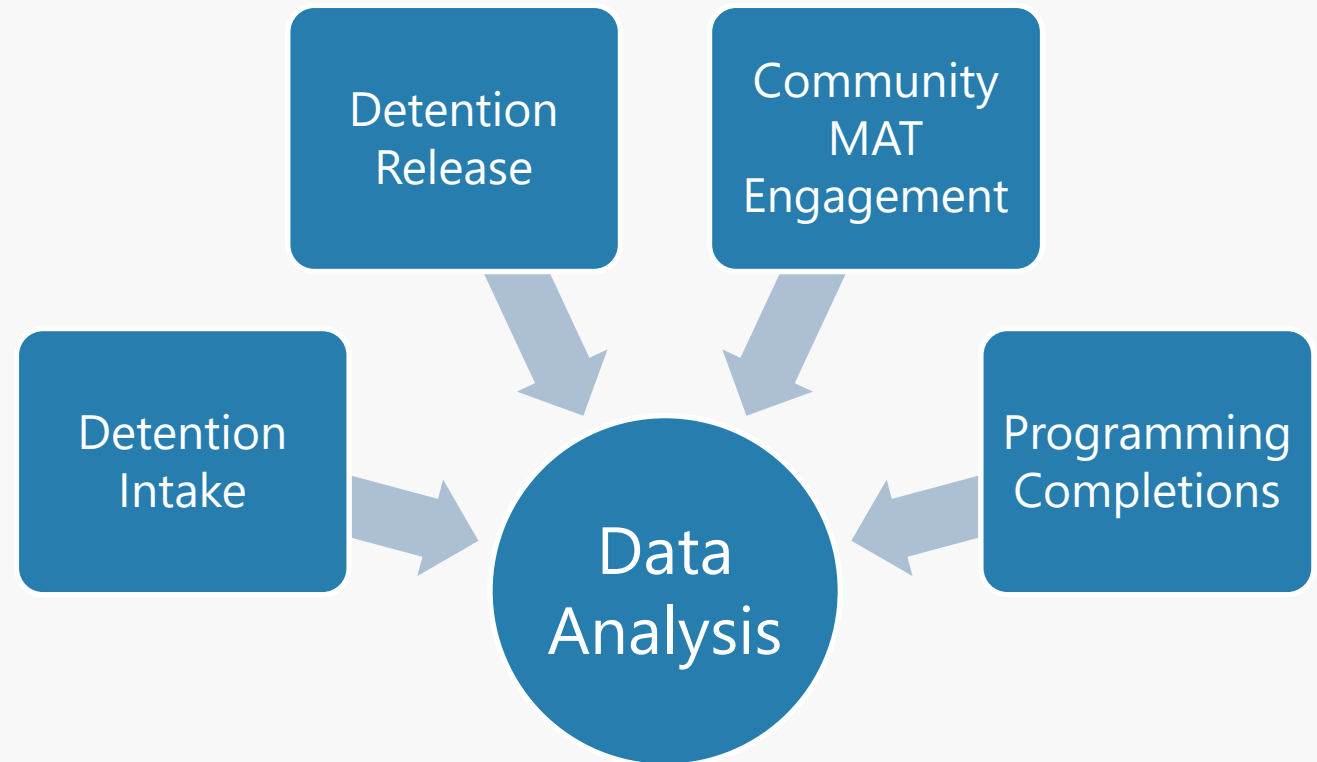 Detention
Release
Community
MAT
Engagement
Detention
Intake
Programming
Completions
Data
Analysis